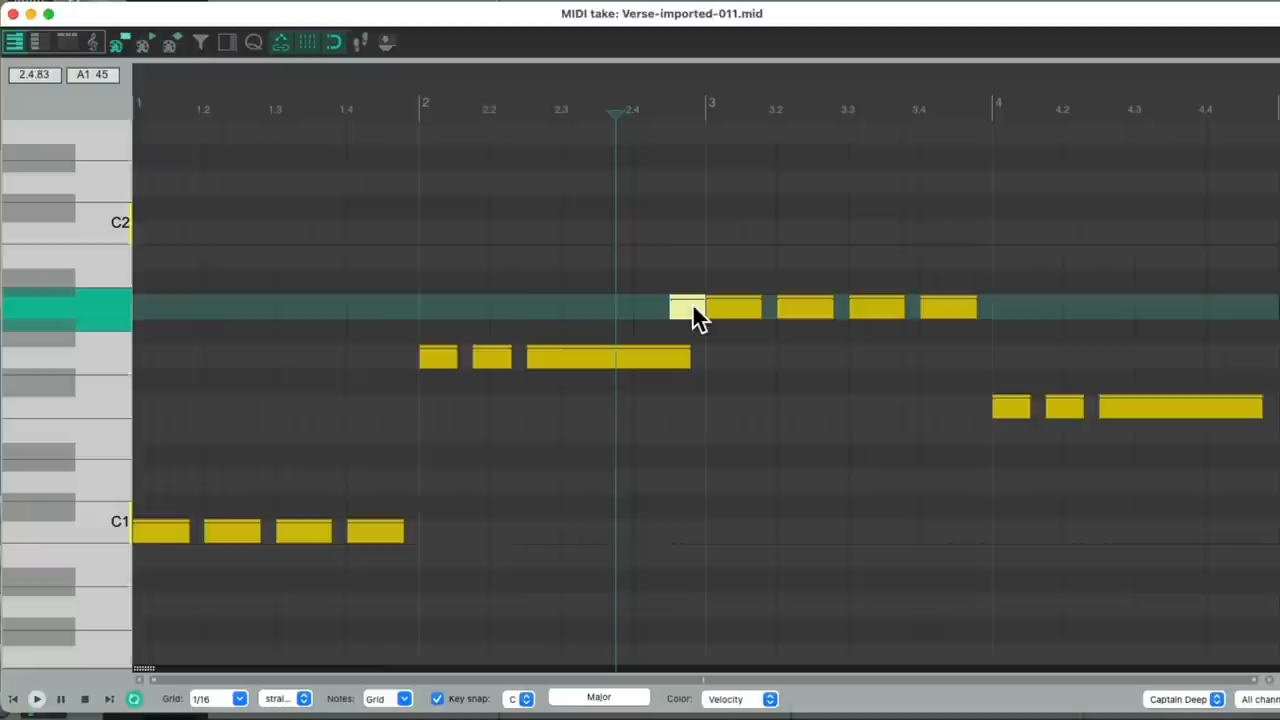 MIDI take: Verse-imported-011.mid
2.4.83 A1 45
1 1.2 1.3 1.4 2 2.2 2.3 2.4 3 3.2 3.3 3.4 4 4.2 4.3 4.4
C2
C1
Grid: 1/16 strai... Notes: Grid Key snap: C Major Color: Velocity Captain Deep All chann